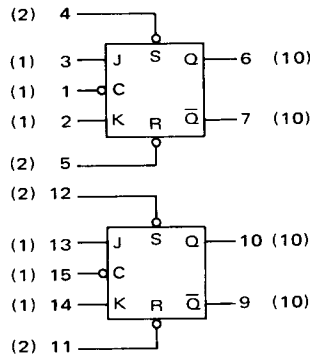 (2) 4
S
(1) 3 J Q 6 (10)
(1) 1 C
(1) 2 K R Q̅ 7 (10)
(2) 5
(2) 12
S
(1) 13 J Q 10 (10)
(1) 15 C
(1) 14 K R Q̅ 9 (10)
(2) 11